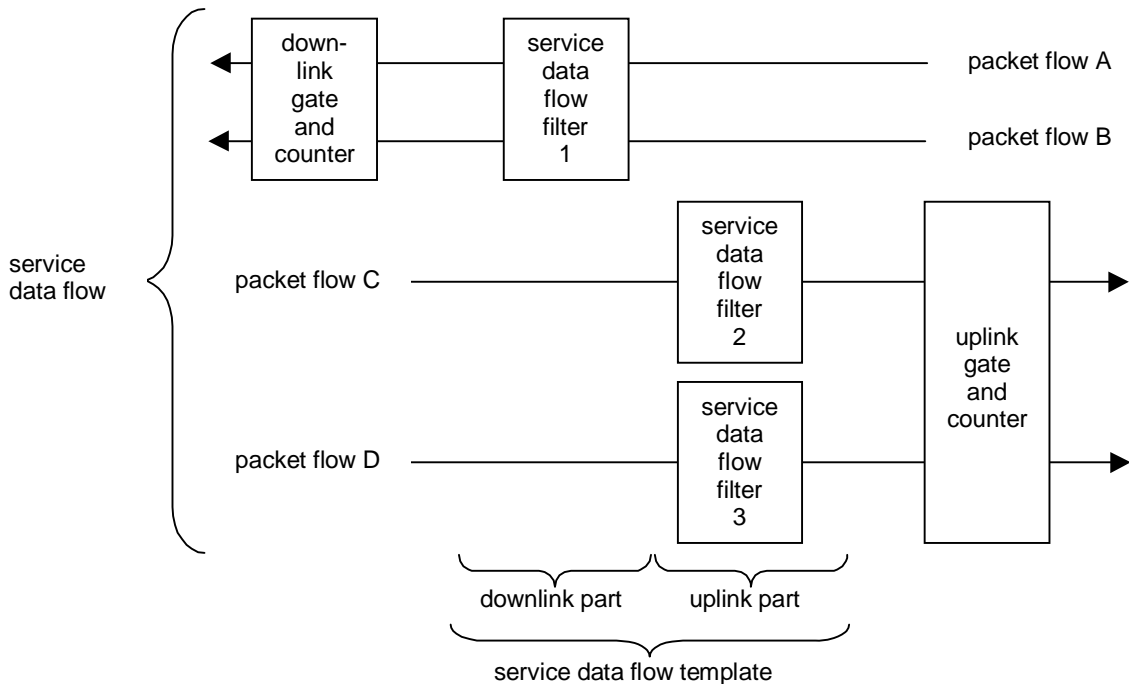 down-
link
gate
and
counter
service
data
flow
filter
1
packet flow A
packet flow B
service
data flow
packet flow C
service
data
flow
filter
2
uplink
gate
and
counter
packet flow D
service
data
flow
filter
3
downlink part
uplink part
service data flow template